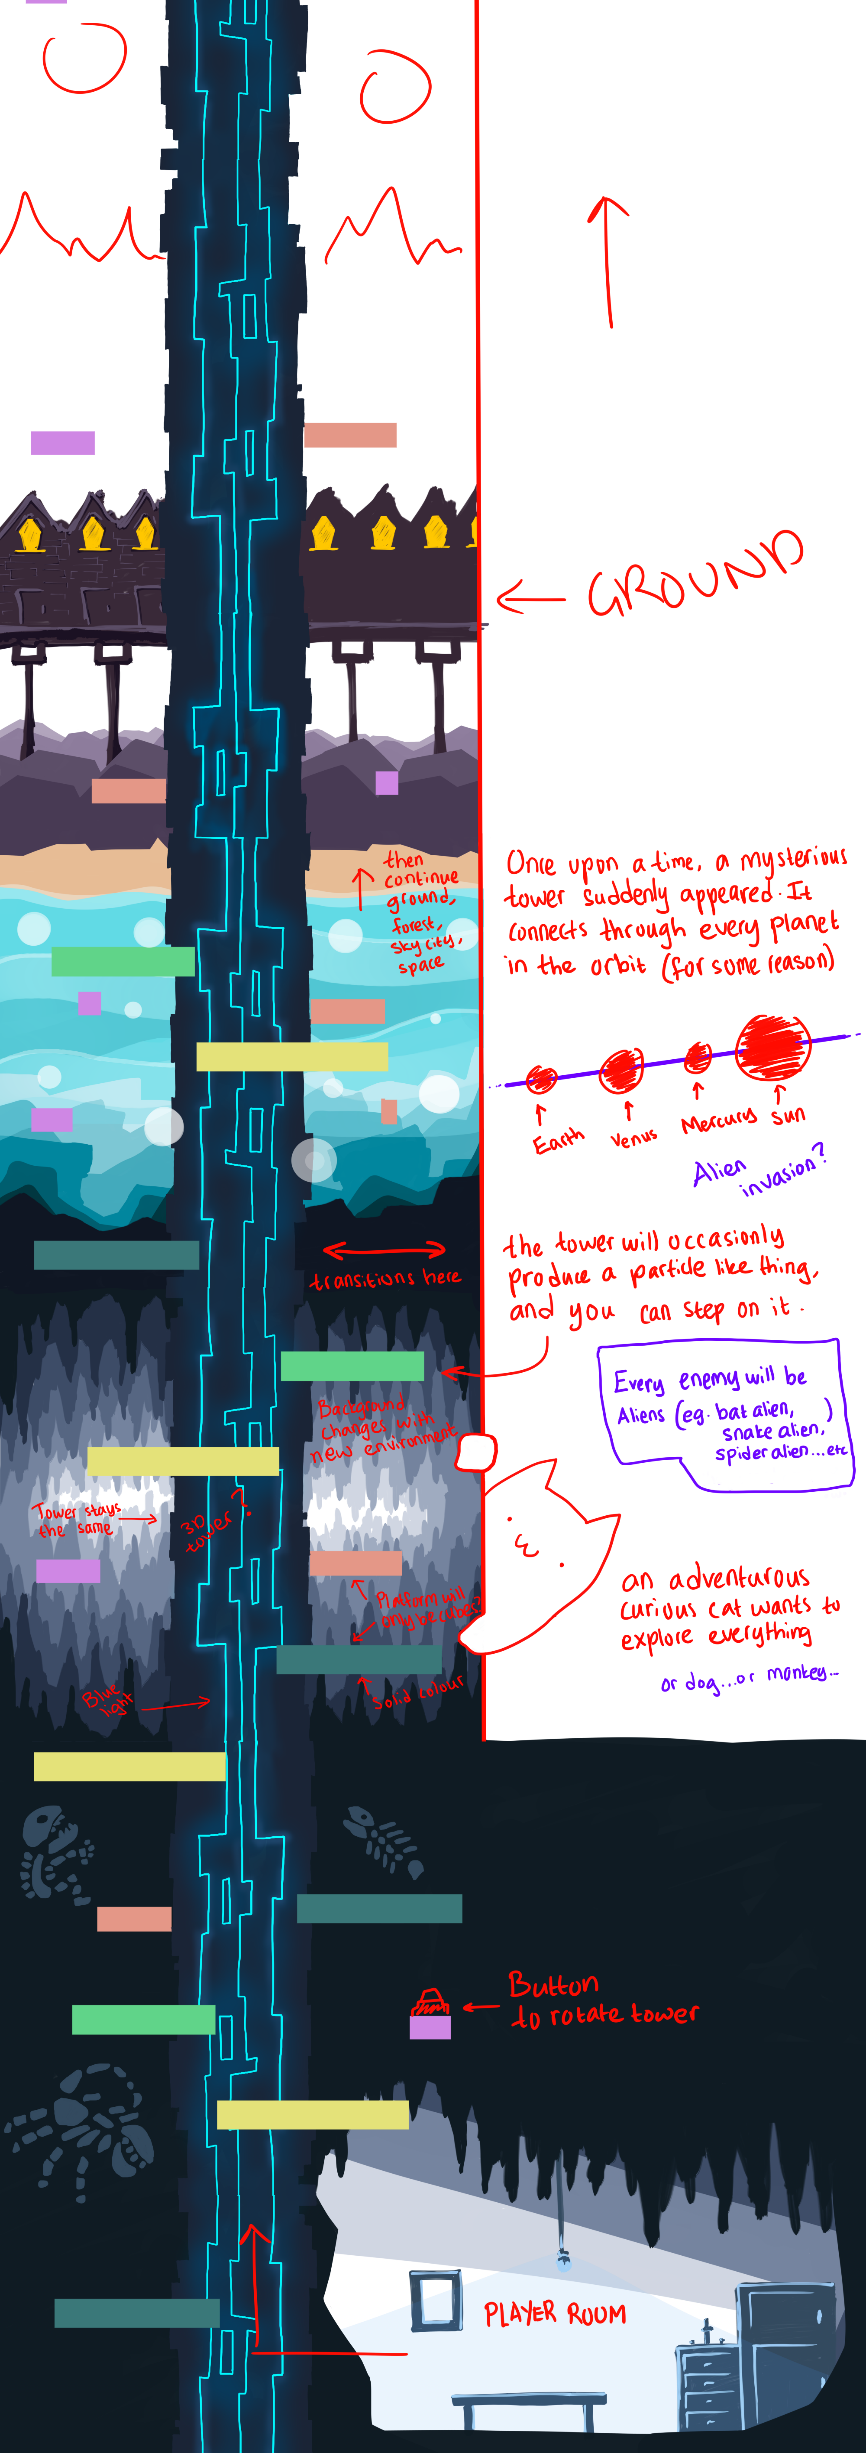 GROUND
then
continue
ground,
forest,
sky city,
space
Once upon a time, a mysterious
tower suddenly appeared. It
connects through every planet
in the orbit (for some reason)
Earth
Venus
Mercury
Sun
Alien
invasion?
transitions here
the tower will occasionly
produce a particle like thing,
and you can step on it.
Every enemy will be
Aliens (eg. bat alien,
snake alien,
spider alien...etc)
Background
changes with
new environment
Tower stays
the same
3D
tower?
Platform will
only be cubes?
Solid colour
Blue
light
an adventurous
curious cat wants to
explore everything
or dog...or monkey...
Button
to rotate tower
PLAYER ROOM